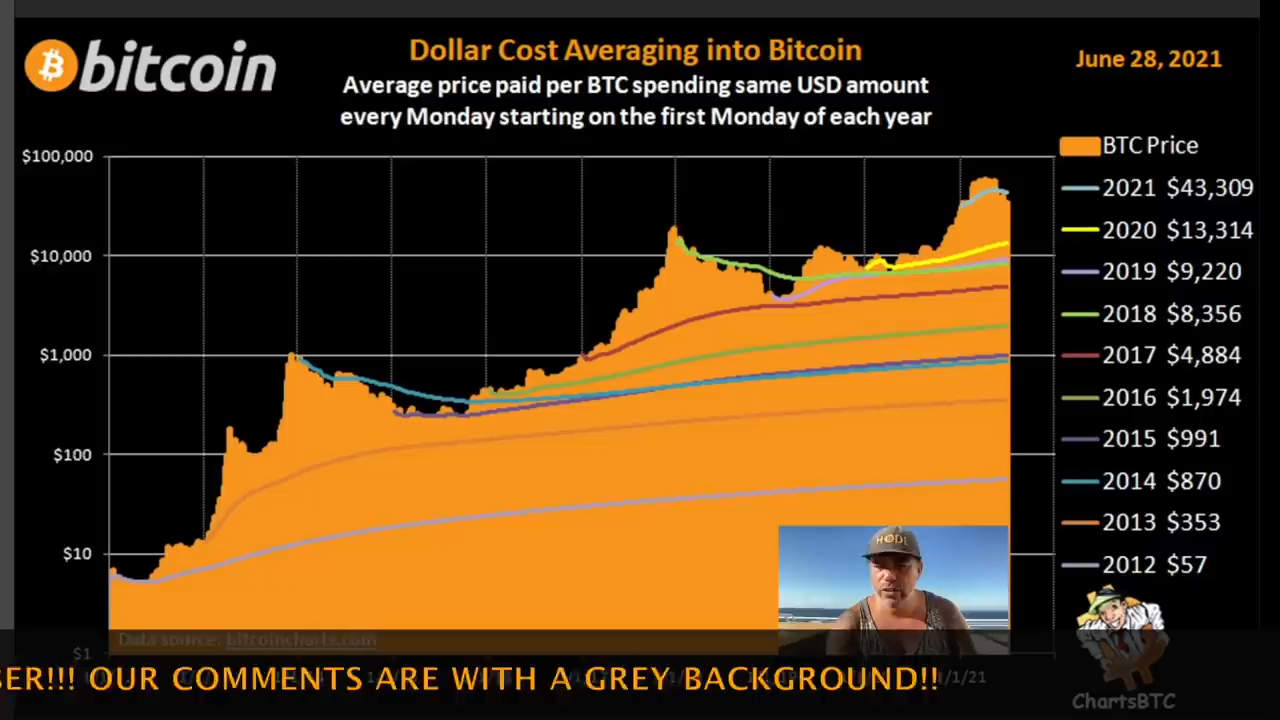 bitcoin
Dollar Cost Averaging into Bitcoin
Average price paid per BTC spending same USD amount
every Monday starting on the first Monday of each year
June 28, 2021
$100,000
$10,000
$1,000
$100
$10
$1
BTC Price
2021 $43,309
2020 $13,314
2019 $9,220
2018 $8,356
2017 $4,884
2016 $1,974
2015 $991
2014 $870
2013 $353
2012 $57
HODL
Data source: bitcoincharts.com
BER!!! OUR COMMENTS ARE WITH A GREY BACKGROUND!!
1/1/21
ChartsBTC